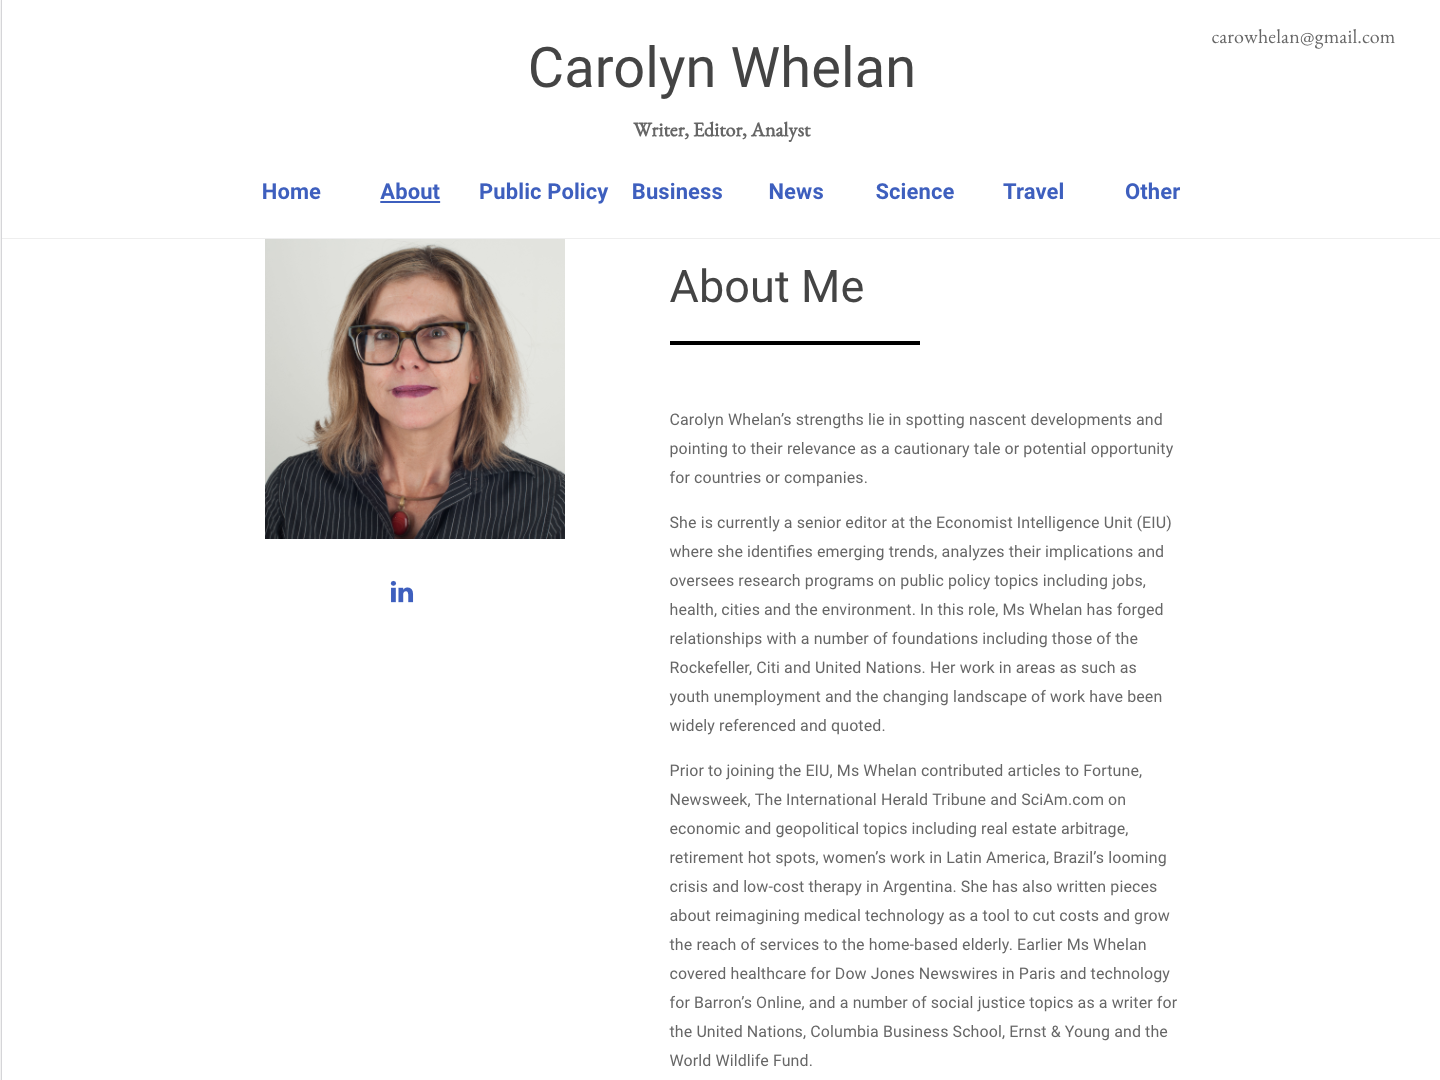 carowhelan@gmail.com
Carolyn Whelan
Writer, Editor, Analyst
Home About Public Policy Business News Science Travel Other
About Me
Carolyn Whelan’s strengths lie in spotting nascent developments and
pointing to their relevance as a cautionary tale or potential opportunity
for countries or companies.
She is currently a senior editor at the Economist Intelligence Unit (EIU)
where she identifies emerging trends, analyzes their implications and
oversees research programs on public policy topics including jobs,
health, cities and the environment. In this role, Ms Whelan has forged
relationships with a number of foundations including those of the
Rockefeller, Citi and United Nations. Her work in areas as such as
youth unemployment and the changing landscape of work have been
widely referenced and quoted.
Prior to joining the EIU, Ms Whelan contributed articles to Fortune,
Newsweek, The International Herald Tribune and SciAm.com on
economic and geopolitical topics including real estate arbitrage,
retirement hot spots, women’s work in Latin America, Brazil’s looming
crisis and low-cost therapy in Argentina. She has also written pieces
about reimagining medical technology as a tool to cut costs and grow
the reach of services to the home-based elderly. Earlier Ms Whelan
covered healthcare for Dow Jones Newswires in Paris and technology
for Barron’s Online, and a number of social justice topics as a writer for
the United Nations, Columbia Business School, Ernst & Young and the
World Wildlife Fund.
in